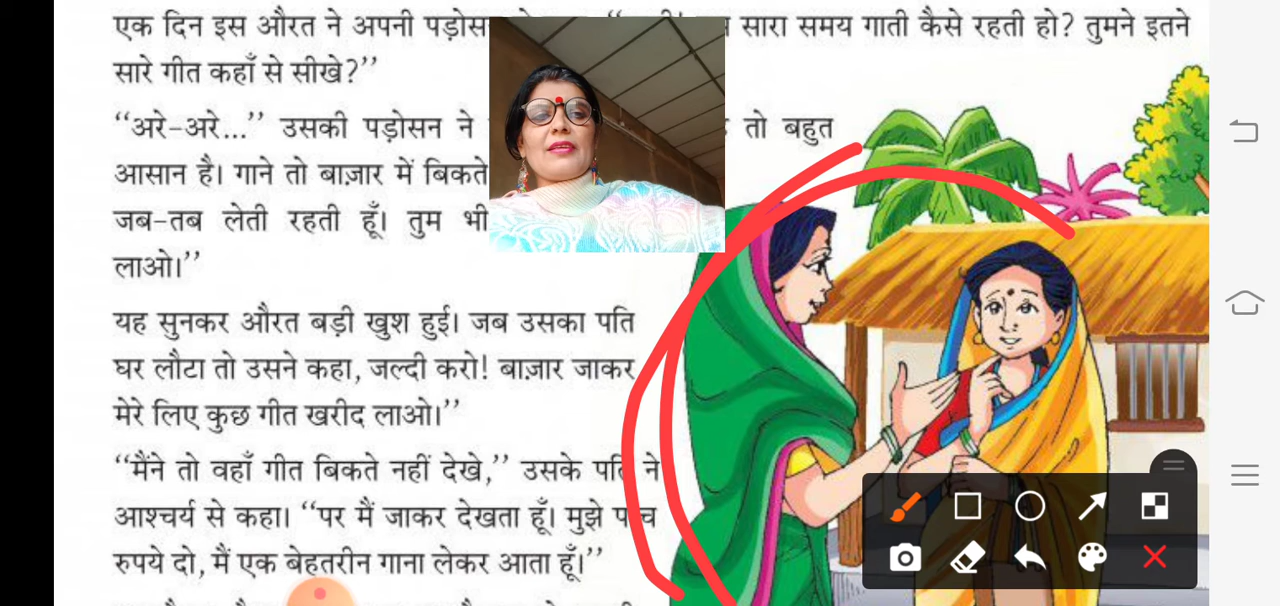 एक दिन इस औरत ने अपनी पड़ोस सारा समय गाती कैसे रहती हो? तुमने इतने
सारे गीत कहाँ से सीखे?’’
‘‘अरे-अरे...’’ उसकी पड़ोसन ने तो बहुत
आसान है। गाने तो बाज़ार में बिकते
जब-तब लेती रहती हूँ। तुम भी
लाओ।’’
यह सुनकर औरत बड़ी खुश हुई। जब उसका पति
घर लौटा तो उसने कहा, जल्दी करो! बाज़ार जाकर
मेरे लिए कुछ गीत खरीद लाओ।’’
‘‘मैंने तो वहाँ गीत बिकते नहीं देखे,’’ उसके पति ने
आश्चर्य से कहा। ‘‘पर मैं जाकर देखता हूँ। मुझे पाँच
रुपये दो, मैं एक बेहतरीन गाना लेकर आता हूँ।’’